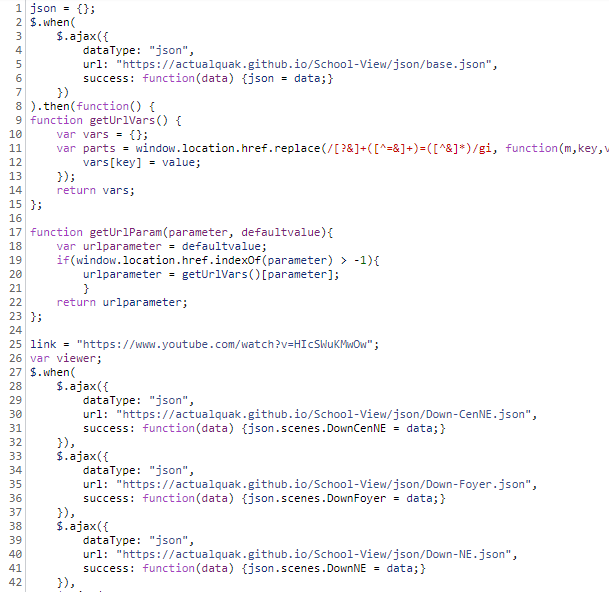 1 json = {};
2 $.when(
3 $.ajax({
4 dataType: "json",
5 url: "https://actualquak.github.io/School-View/json/base.json",
6 success: function(data) {json = data;}
7 })
8 ).then(function() {
9 function getUrlVars() {
10 var vars = {};
11 var parts = window.location.href.replace(/[?&]+([^=&]+)=([^&]*)/gi, function(m,key,v
12 vars[key] = value;
13 });
14 return vars;
15 };
16
17 function getUrlParam(parameter, defaultvalue){
18 var urlparameter = defaultvalue;
19 if(window.location.href.indexOf(parameter) > -1){
20 urlparameter = getUrlVars()[parameter];
21 }
22 return urlparameter;
23 };
24
25 link = "https://www.youtube.com/watch?v=HIcSWuKMwOw";
26 var viewer;
27 $.when(
28 $.ajax({
29 dataType: "json",
30 url: "https://actualquak.github.io/School-View/json/Down-CenNE.json",
31 success: function(data) {json.scenes.DownCenNE = data;}
32 }),
33 $.ajax({
34 dataType: "json",
35 url: "https://actualquak.github.io/School-View/json/Down-Foyer.json",
36 success: function(data) {json.scenes.DownFoyer = data;}
37 }),
38 $.ajax({
39 dataType: "json",
40 url: "https://actualquak.github.io/School-View/json/Down-NE.json",
41 success: function(data) {json.scenes.DownNE = data;}
42 }),